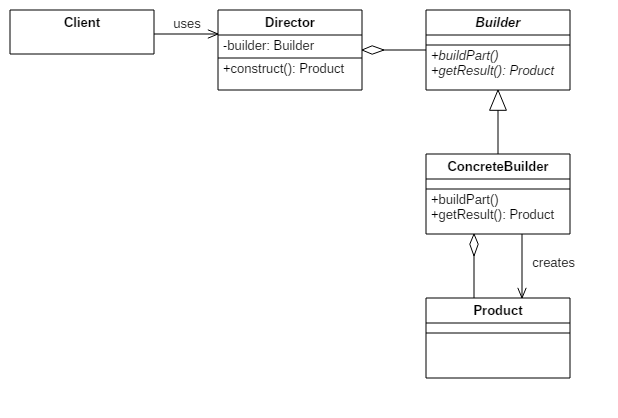 Client
uses
Director
-builder: Builder
+construct(): Product
Builder
+buildPart()
+getResult(): Product
ConcreteBuilder
+buildPart()
+getResult(): Product
creates
Product